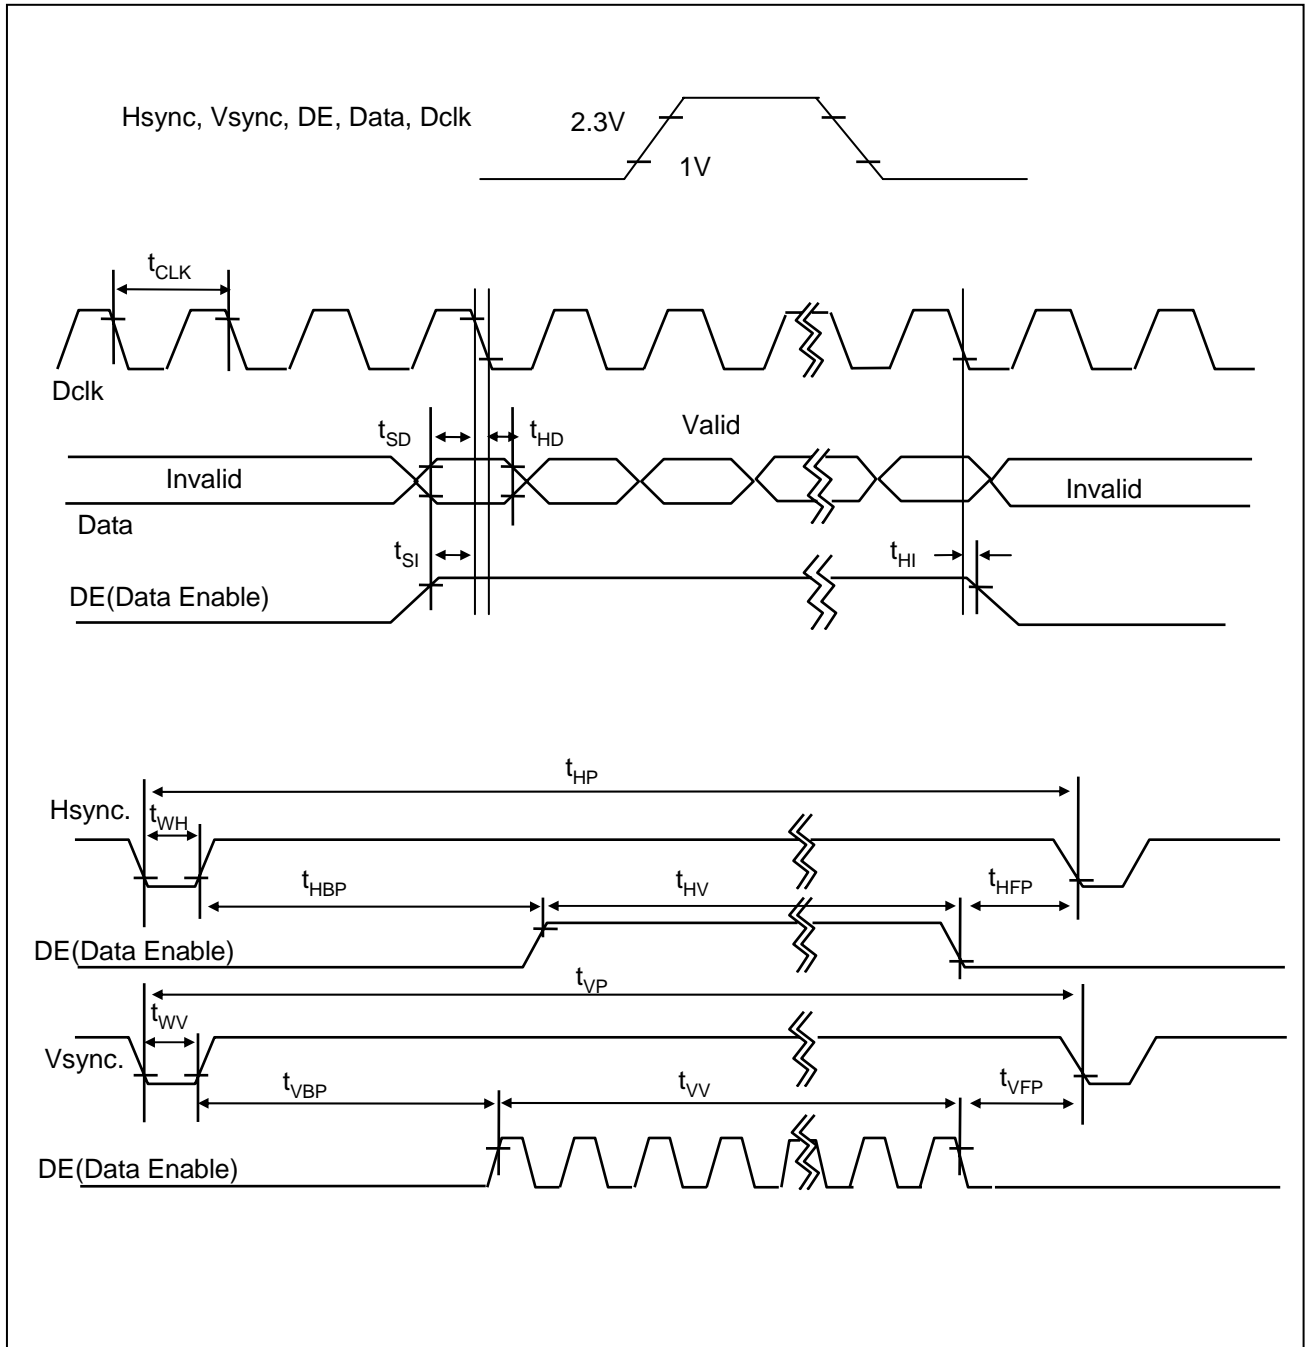 Hsync, Vsync, DE, Data, Dclk
2.3V
1V
tCLK
Dclk
tSD
tHD
Valid
Invalid
Invalid
Data
tSI
tHI
DE(Data Enable)
tHP
Hsync.
tWH
tHBP
tHV
tHFP
DE(Data Enable)
tVP
tWV
Vsync.
tVBP
tVV
tVFP
DE(Data Enable)